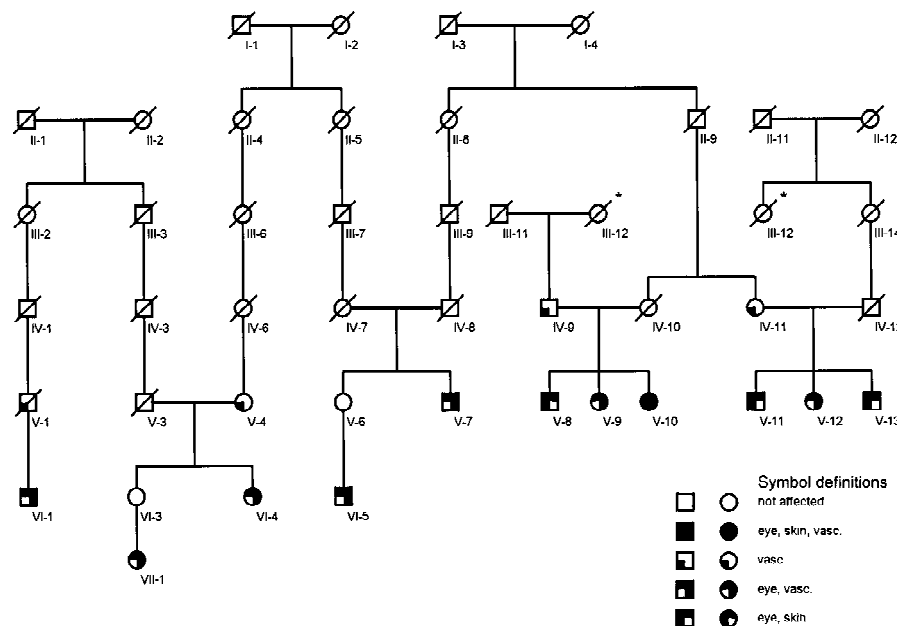 I-1 I-2 I-3 I-4
II-1 II-2 II-4 II-5 II-6 II-9 II-11 II-12
* *
III-2 III-3 III-6 III-7 III-9 III-11 III-12 III-12 III-14
IV-1 IV-3 IV-6 IV-7 IV-8 IV-9 IV-10 IV-11
V-1 V-3 V-4 V-6 V-7 V-8 V-9 V-10 V-11 V-12 V-13
VI-1 VI-3 VI-4 VI-5
VII-1
Symbol definitions
not affected
eye, skin, vasc.
vasc
eye, vasc.
eye, skin